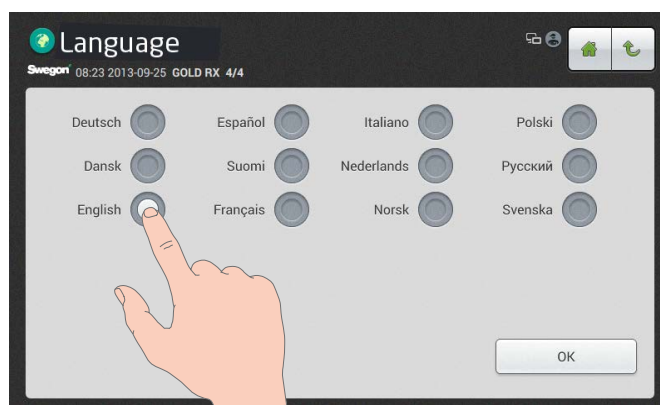 Language
Swegon 08:23 2013-09-25 GOLD RX 4/4
Deutsch Español Italiano Polski
Dansk Suomi Nederlands Русский
English Français Norsk Svenska
OK